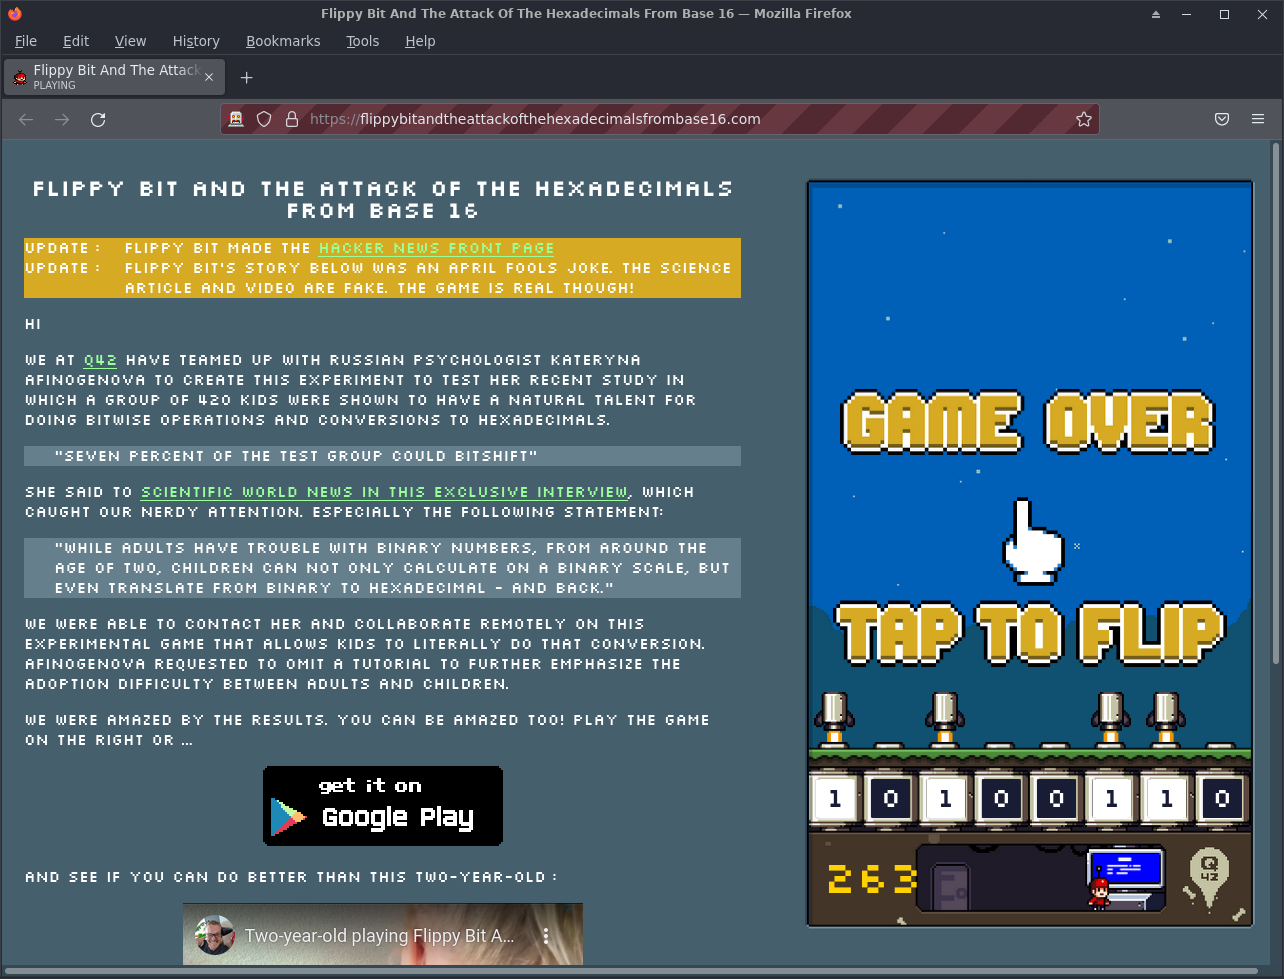 Flippy Bit And The Attack Of The Hexadecimals From Base 16 — Mozilla Firefox
File Edit View History Bookmarks Tools Help
Flippy Bit And The Attack
PLAYING
https://flippybitandtheattackofthehexadecimalsfrombase16.com
FLIPPY BIT AND THE ATTACK OF THE HEXADECIMALS
FROM BASE 16
UPDATE: FLIPPY BIT MADE THE HACKER NEWS FRONT PAGE
UPDATE: FLIPPY BIT'S STORY BELOW WAS AN APRIL FOOLS JOKE. THE SCIENCE
ARTICLE AND VIDEO ARE FAKE. THE GAME IS REAL THOUGH!
HI
WE AT Q42 HAVE TEAMED UP WITH RUSSIAN PSYCHOLOGIST KATERYNA
AFINOGENOVA TO CREATE THIS EXPERIMENT TO TEST HER RECENT STUDY IN
WHICH A GROUP OF 420 KIDS WERE SHOWN TO HAVE A NATURAL TALENT FOR
DOING BITWISE OPERATIONS AND CONVERSIONS TO HEXADECIMALS.
"SEVEN PERCENT OF THE TEST GROUP COULD BITSHIFT"
SHE SAID TO SCIENTIFIC WORLD NEWS IN THIS EXCLUSIVE INTERVIEW, WHICH
CAUGHT OUR NERDY ATTENTION. ESPECIALLY THE FOLLOWING STATEMENT:
"WHILE ADULTS HAVE TROUBLE WITH BINARY NUMBERS, FROM AROUND THE
AGE OF TWO, CHILDREN CAN NOT ONLY CALCULATE ON A BINARY SCALE, BUT
EVEN TRANSLATE FROM BINARY TO HEXADECIMAL - AND BACK."
WE WERE ABLE TO CONTACT HER AND COLLABORATE REMOTELY ON THIS
EXPERIMENTAL GAME THAT ALLOWS KIDS TO LITERALLY DO THAT CONVERSION.
AFINOGENOVA REQUESTED TO OMIT A TUTORIAL TO FURTHER EMPHASIZE THE
ADOPTION DIFFICULTY BETWEEN ADULTS AND CHILDREN.
WE WERE AMAZED BY THE RESULTS. YOU CAN BE AMAZED TOO! PLAY THE GAME
ON THE RIGHT OR ...
get it on
Google Play
AND SEE IF YOU CAN DO BETTER THAN THIS TWO-YEAR-OLD:
Two-year-old playing Flippy Bit A...
GAME OVER
TAP TO FLIP
1 0 1 0 0 1 1 0
263
Q
42